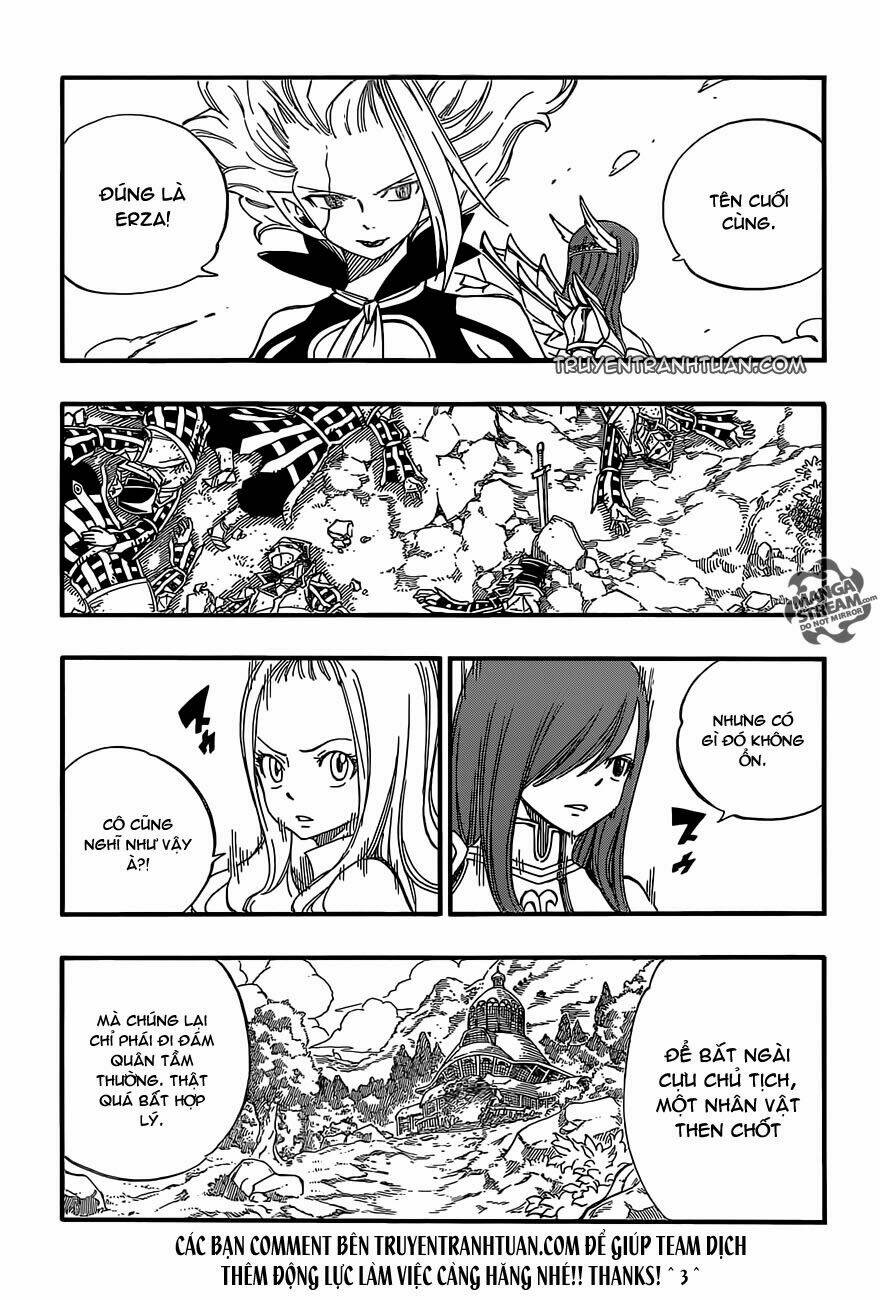 TÊN CUỐI
CÙNG.
ĐÚNG LÀ
ERZA!
TRUYENTRANHTUAN.COM
MANGA
STREAM.com
DO NOT MIRROR!
NHƯNG CÓ
GÌ ĐÓ KHÔNG
ỔN.
CÔ CŨNG
NGHĨ NHƯ VẬY
À?!
ĐỂ BẮT NGÀI
CỰU CHỦ TỊCH,
MỘT NHÂN VẬT
THEN CHỐT
MÀ CHÚNG LẠI
CHỈ PHÁI ĐI ĐÁM
QUÂN TẦM
THƯỜNG. THẬT
QUÁ BẤT HỢP
LÝ.
CÁC BẠN COMMENT BÊN TRUYENTRANHTUAN.COM ĐỂ GIÚP TEAM DỊCH
THÊM ĐỘNG LỰC LÀM VIỆC CÀNG HĂNG NHÉ!! THANKS! ^ 3 ^